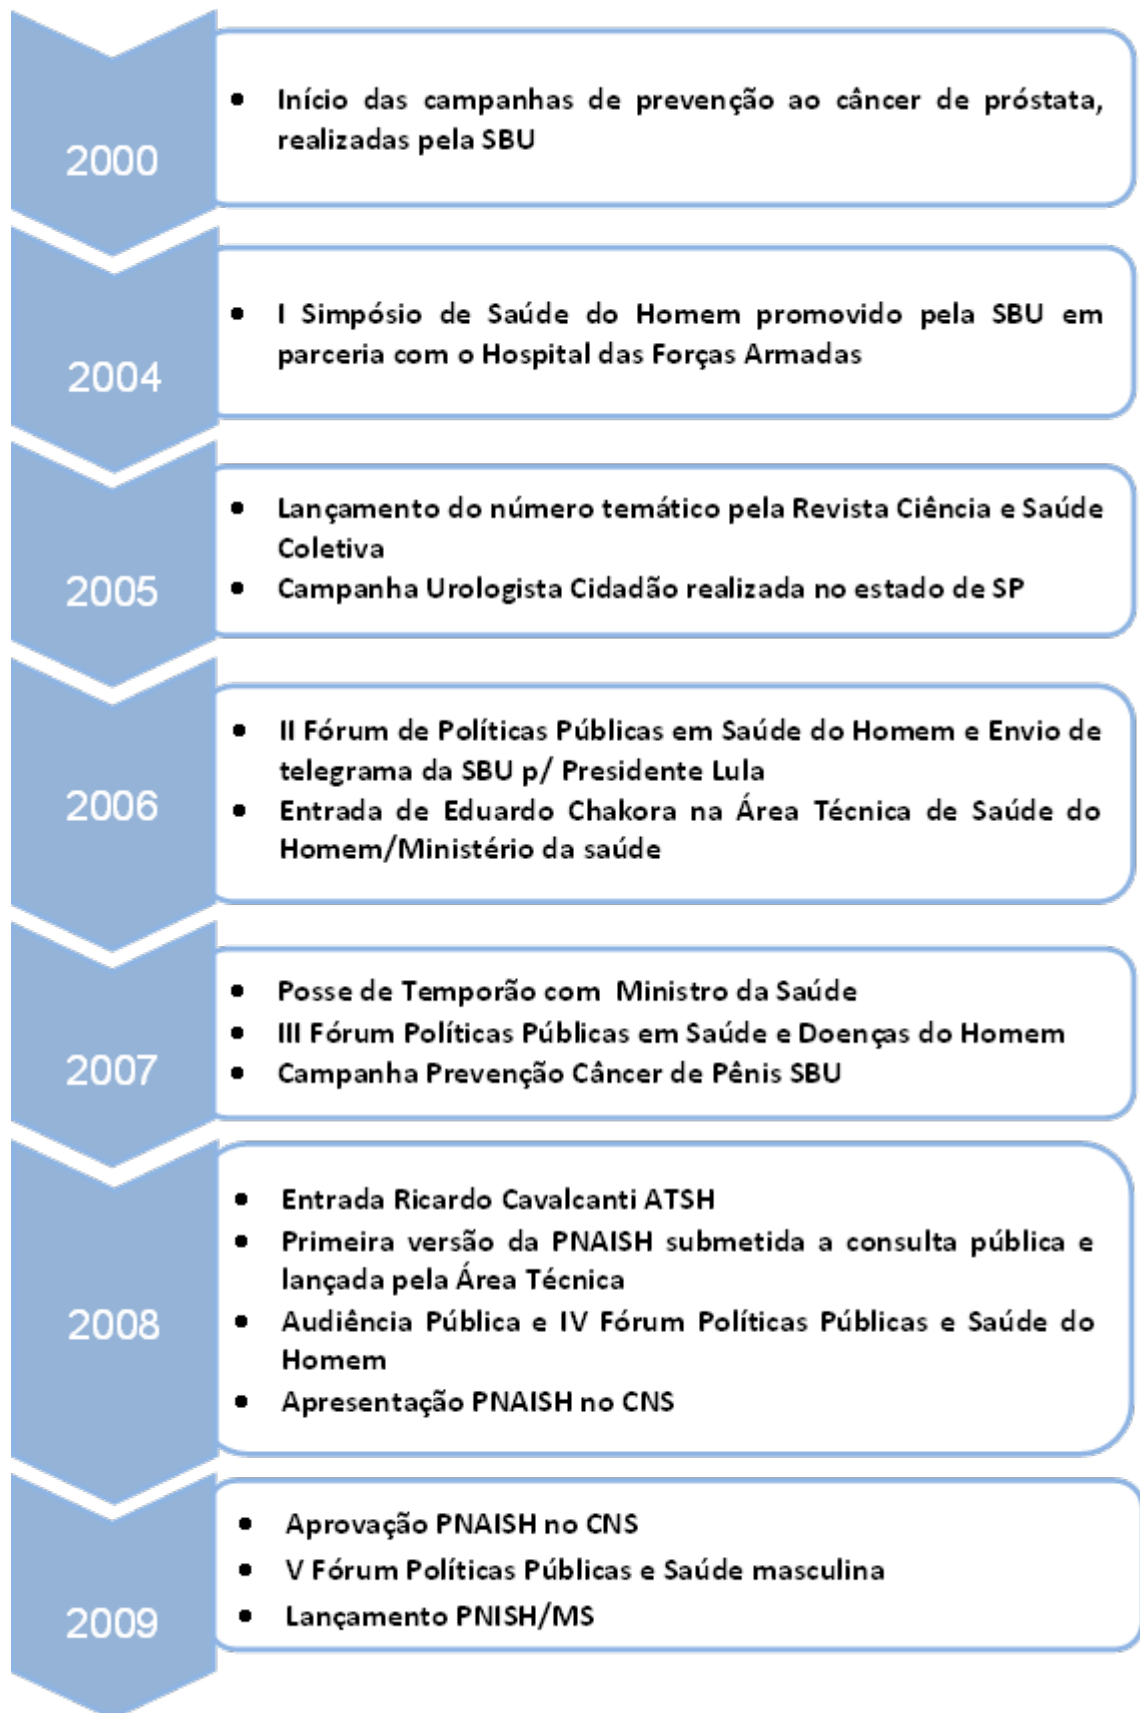 2000
• Início das campanhas de prevenção ao câncer de próstata,
realizadas pela SBU
2004
• I Simpósio de Saúde do Homem promovido pela SBU em
parceria com o Hospital das Forças Armadas
2005
• Lançamento do número temático pela Revista Ciência e Saúde
Coletiva
• Campanha Urologista Cidadão realizada no estado de SP
2006
• II Fórum de Políticas Públicas em Saúde do Homem e Envio de
telegrama da SBU p/ Presidente Lula
• Entrada de Eduardo Chakora na Área Técnica de Saúde do
Homem/Ministério da saúde
2007
• Posse de Temporão com Ministro da Saúde
• III Fórum Políticas Públicas em Saúde e Doenças do Homem
• Campanha Prevenção Câncer de Pênis SBU
2008
• Entrada Ricardo Cavalcanti ATSH
• Primeira versão da PNAISH submetida a consulta pública e
lançada pela Área Técnica
• Audiência Pública e IV Fórum Políticas Públicas e Saúde do
Homem
• Apresentação PNAISH no CNS
2009
• Aprovação PNAISH no CNS
• V Fórum Políticas Públicas e Saúde masculina
• Lançamento PNISH/MS